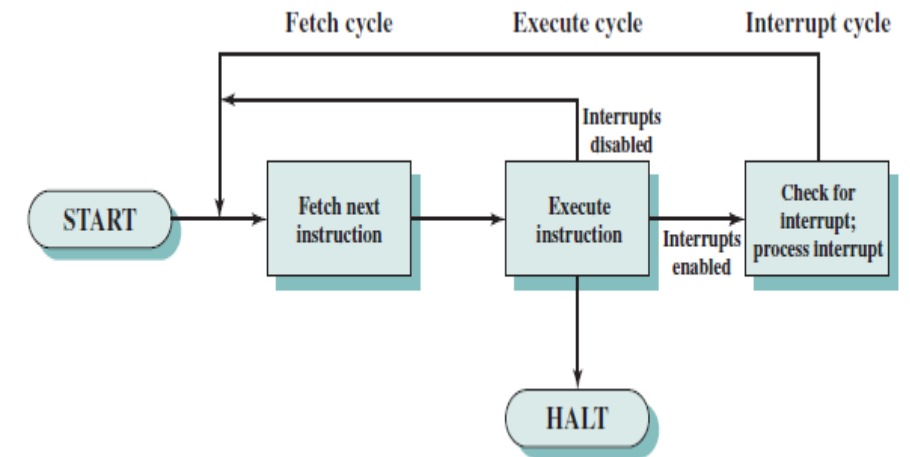 Fetch cycle
Execute cycle
Interrupt cycle
Interrupts
disabled
START
Fetch next
instruction
Execute
instruction
Interrupts
enabled
Check for
interrupt;
process interrupt
HALT